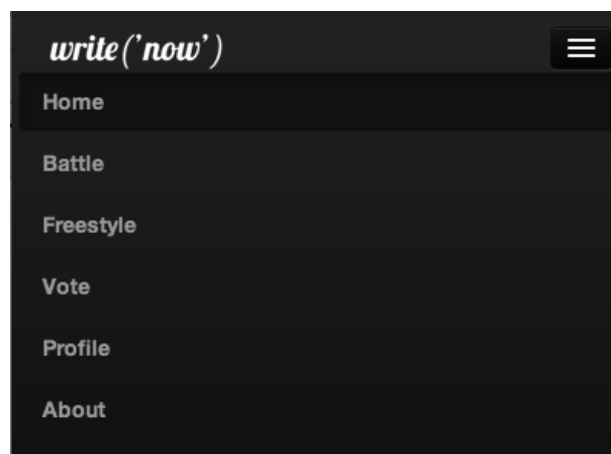 write('now')
Home
Battle
Freestyle
Vote
Profile
About